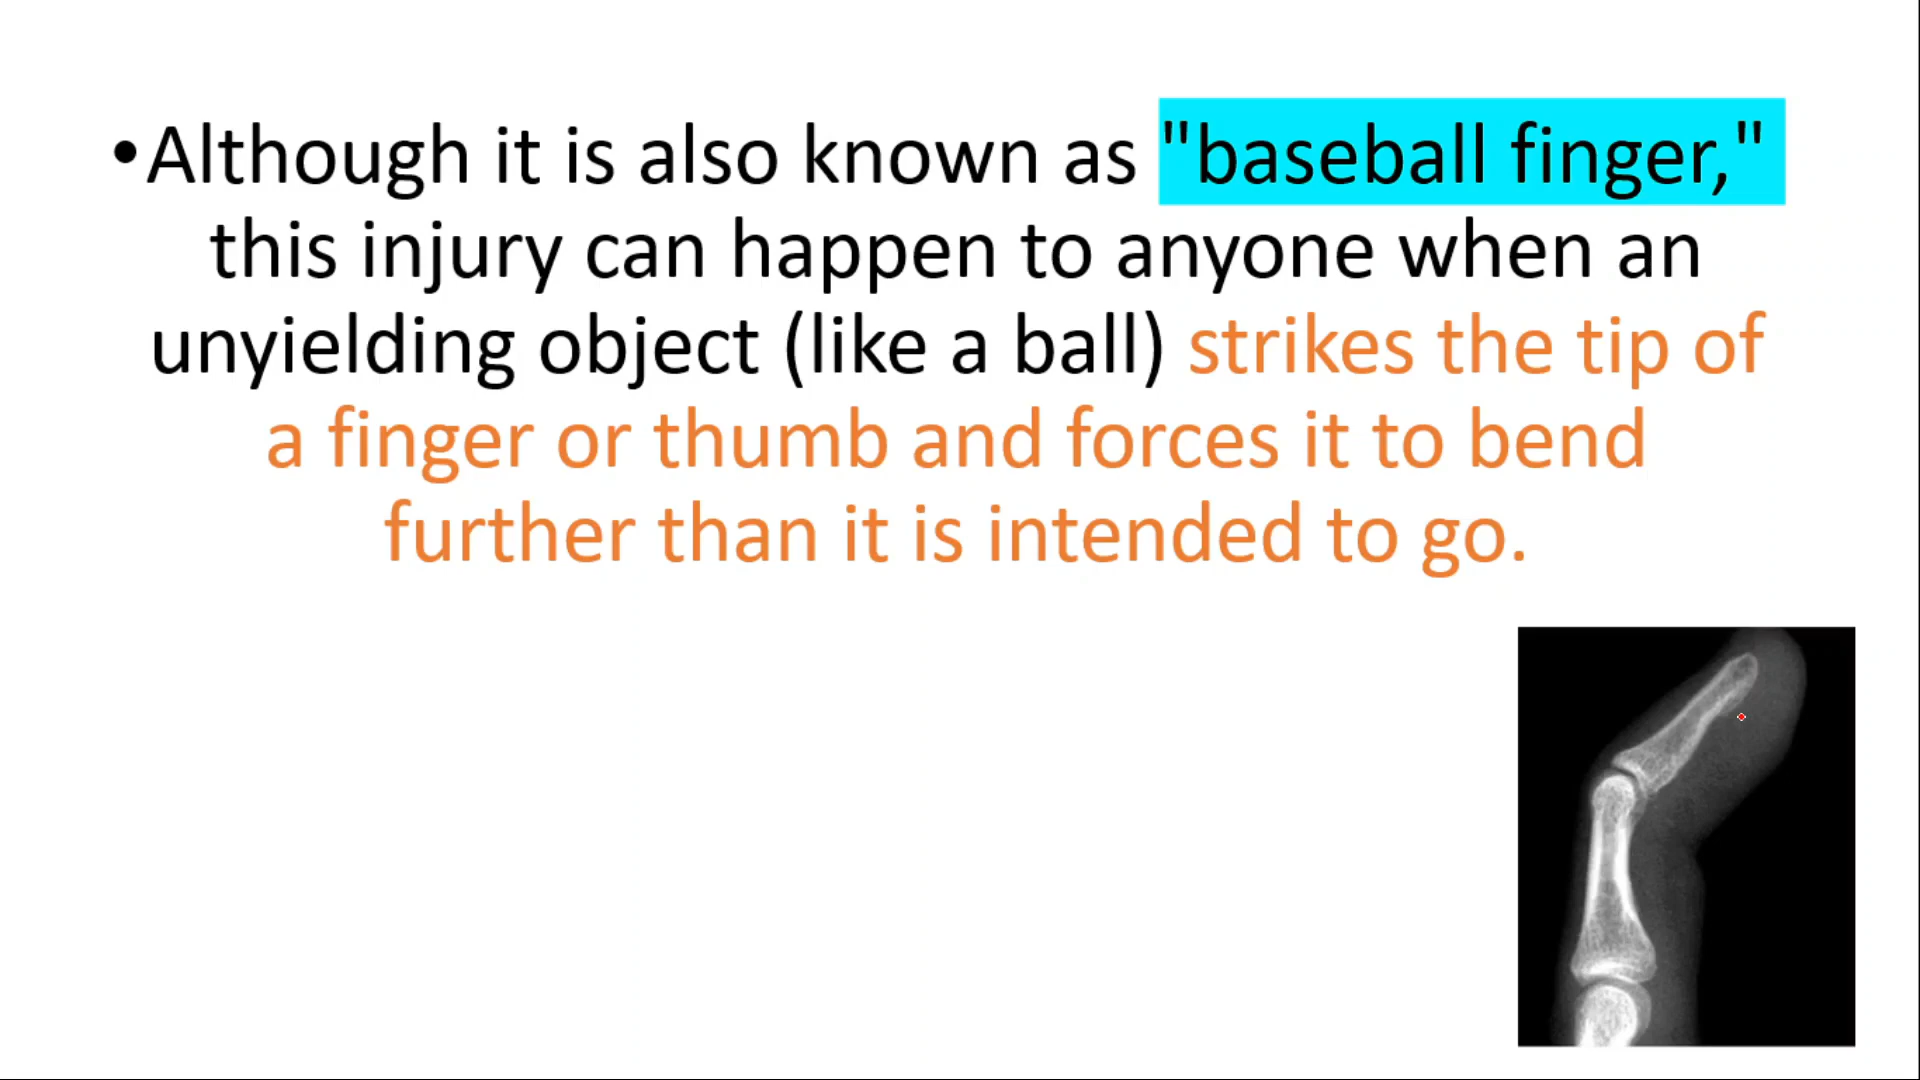 •Although it is also known as "baseball finger,"
this injury can happen to anyone when an
unyielding object (like a ball) strikes the tip of
a finger or thumb and forces it to bend
further than it is intended to go.